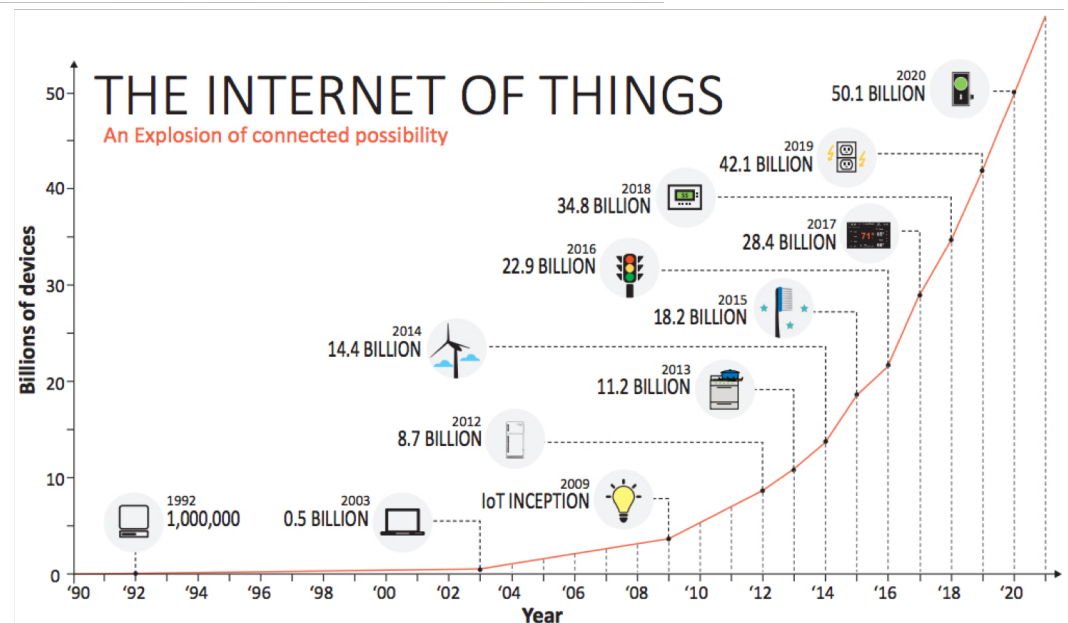 THE INTERNET OF THINGS
An Explosion of connected possibility
2020
50.1 BILLION
2019
42.1 BILLION
2018
34.8 BILLION
2017
28.4 BILLION
2016
22.9 BILLION
2015
18.2 BILLION
2014
14.4 BILLION
2013
11.2 BILLION
2012
8.7 BILLION
2009
IoT INCEPTION
2003
0.5 BILLION
1992
1,000,000
71°
Billions of devices
50
40
30
20
10
0
'90 '92 '94 '96 '98 '00 '02 '04 '06 '08 '10 '12 '14 '16 '18 '20
Year